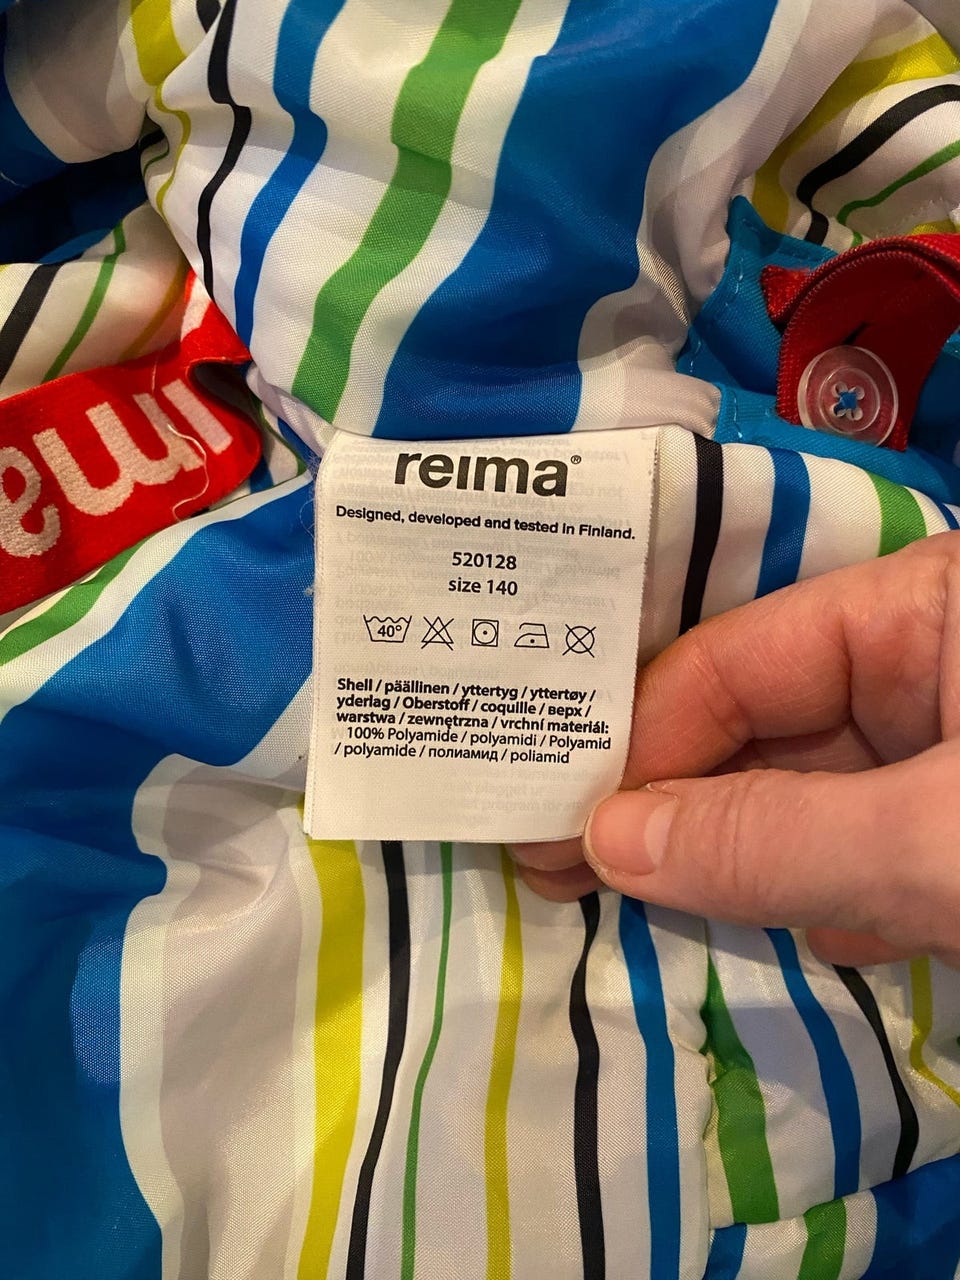 reima®
Designed, developed and tested in Finland.
520128
size 140
40°
Shell / päällinen / yttertyg / yttertøy /
yderlag / Oberstoff / coquille / верх /
warstwa / zewnętrzna / vrchní materiál:
100% Polyamide / polyamidi / Polyamid
/ polyamide / полиамид / poliamid